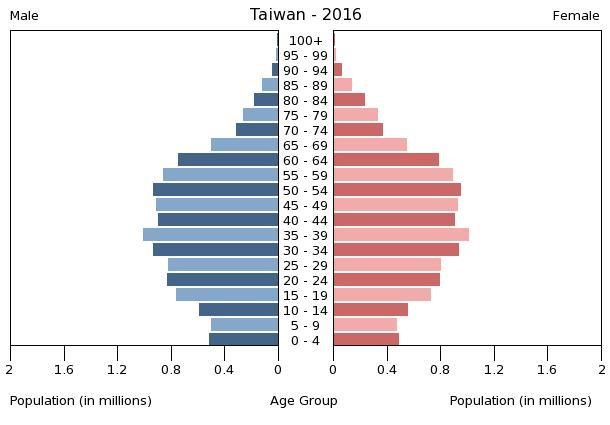 Male Taiwan - 2016 Female
100+
95 - 99
90 - 94
85 - 89
80 - 84
75 - 79
70 - 74
65 - 69
60 - 64
55 - 59
50 - 54
45 - 49
40 - 44
35 - 39
30 - 34
25 - 29
20 - 24
15 - 19
10 - 14
5 - 9
0 - 4
2 1.6 1.2 0.8 0.4 0 0 0.4 0.8 1.2 1.6 2
Population (in millions) Age Group Population (in millions)